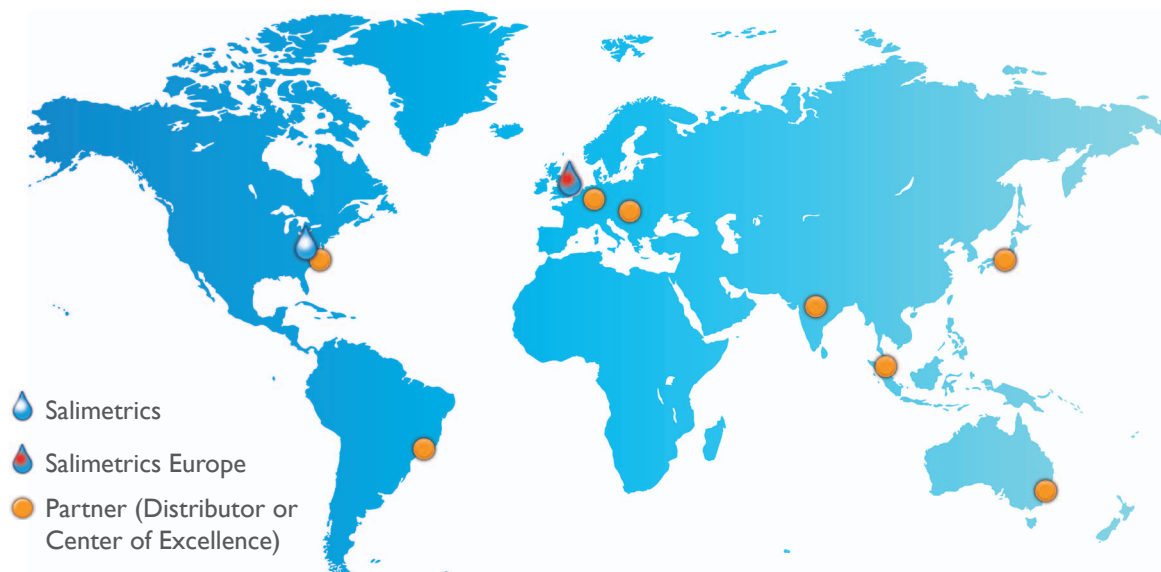 Salimetrics
Salimetrics Europe
Partner (Distributor or
Center of Excellence)